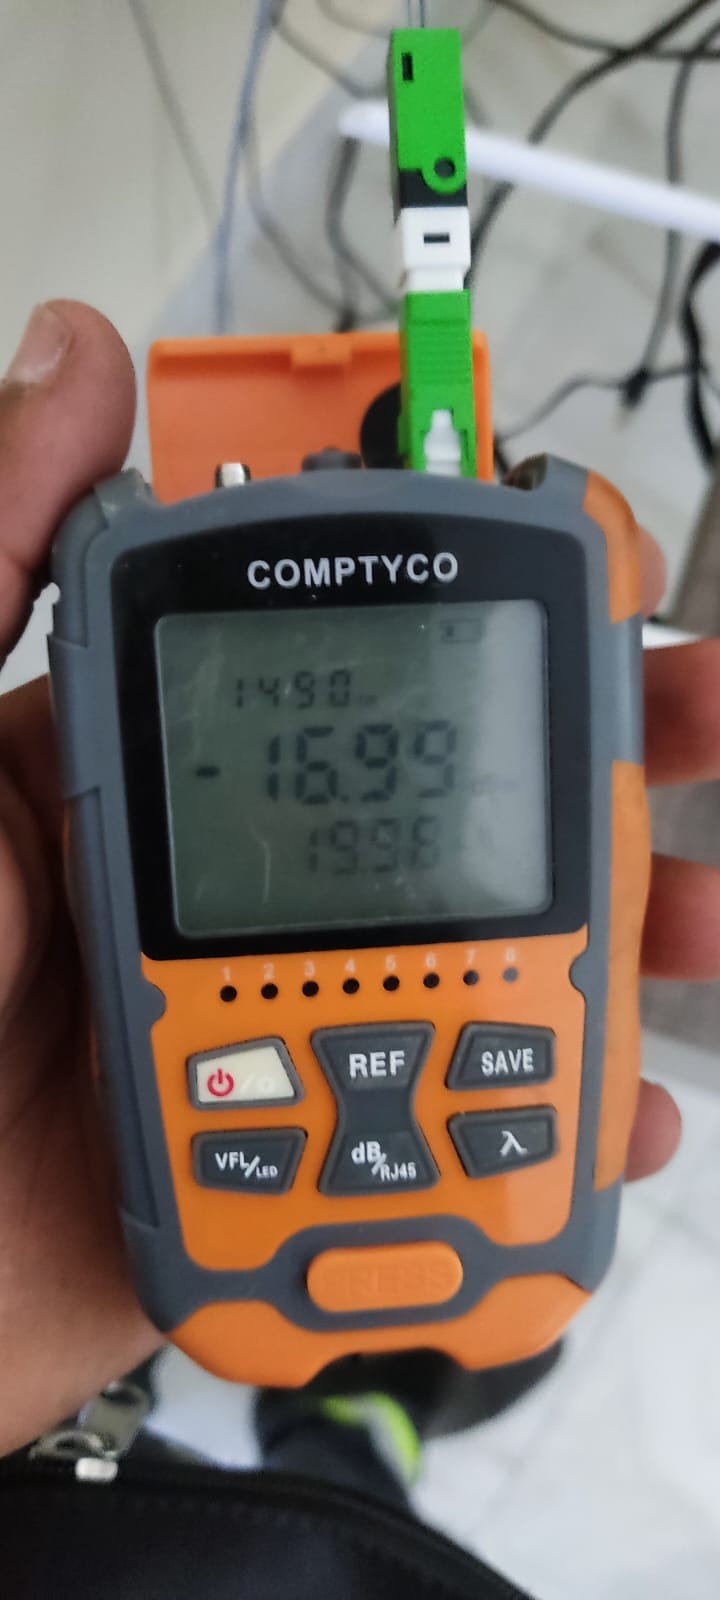 COMPTYCO
1490
-16.99
19.98
1 2 3 4 5 6 7 8
REF
SAVE
VFL/LED
dB/RJ45
λ